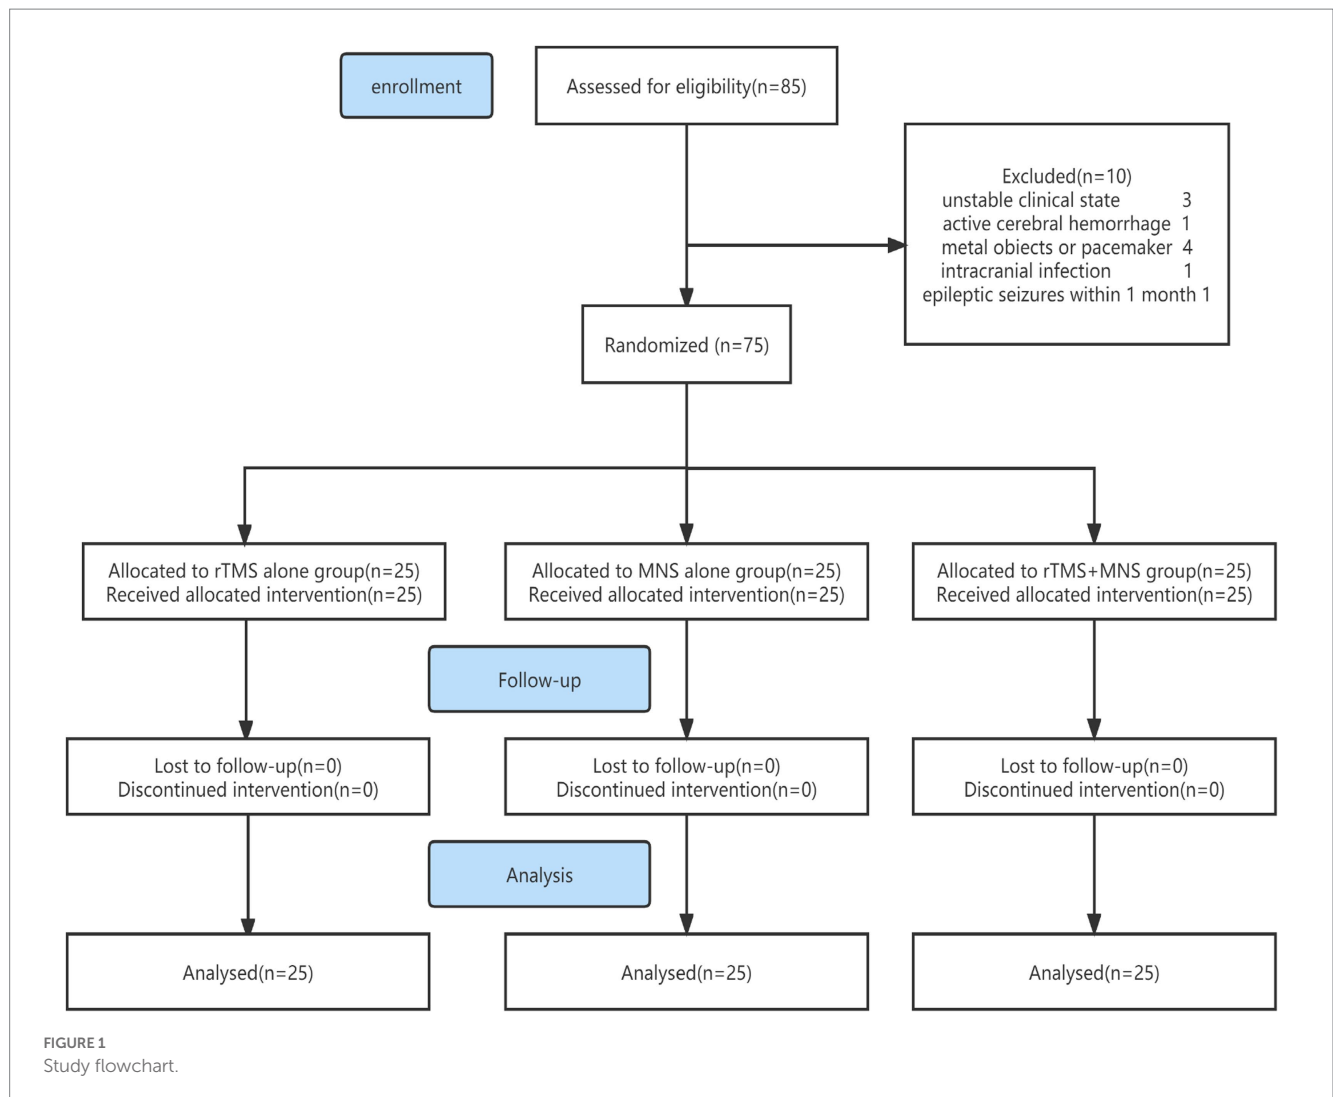 enrollment
Assessed for eligibility(n=85)
Excluded(n=10)
unstable clinical state 3
active cerebral hemorrhage 1
metal objects or pacemaker 4
intracranial infection 1
epileptic seizures within 1 month 1
Randomized (n=75)
Allocated to rTMS alone group(n=25)
Received allocated intervention(n=25)
Allocated to MNS alone group(n=25)
Received allocated intervention(n=25)
Allocated to rTMS+MNS group(n=25)
Received allocated intervention(n=25)
Follow-up
Lost to follow-up(n=0)
Discontinued intervention(n=0)
Lost to follow-up(n=0)
Discontinued intervention(n=0)
Lost to follow-up(n=0)
Discontinued intervention(n=0)
Analysis
Analysed(n=25)
Analysed(n=25)
Analysed(n=25)
FIGURE 1
Study flowchart.